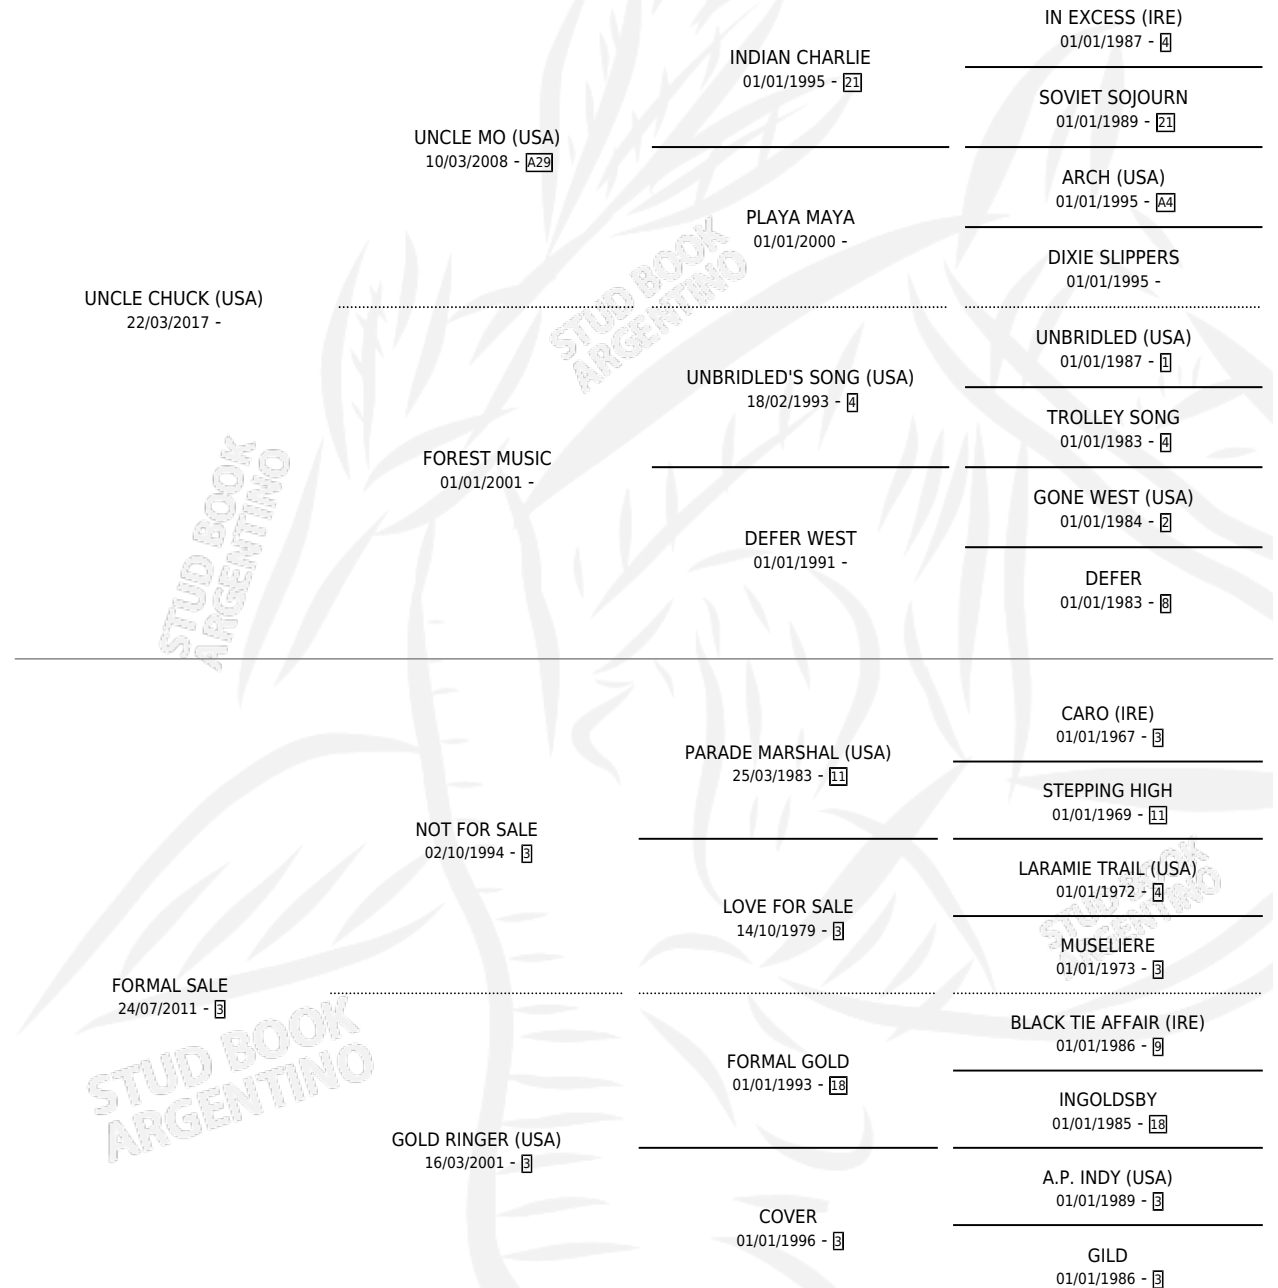 IN EXCESS (IRE)
01/01/1987 - 4
INDIAN CHARLIE
01/01/1995 - 21
SOVIET SOJOURN
01/01/1989 - 21
UNCLE MO (USA)
10/03/2008 - A29
ARCH (USA)
01/01/1995 - A4
PLAYA MAYA
01/01/2000 -
DIXIE SLIPPERS
01/01/1995 -
UNCLE CHUCK (USA)
22/03/2017 -
UNBRIDLED (USA)
01/01/1987 - 1
UNBRIDLED'S SONG (USA)
18/02/1993 - 4
TROLLEY SONG
01/01/1983 - 4
FOREST MUSIC
01/01/2001 -
GONE WEST (USA)
01/01/1984 - 2
DEFER WEST
01/01/1991 -
DEFER
01/01/1983 - 8
CARO (IRE)
01/01/1967 - 3
PARADE MARSHAL (USA)
25/03/1983 - 11
STEPPING HIGH
01/01/1969 - 11
NOT FOR SALE
02/10/1994 - 3
LARAMIE TRAIL (USA)
01/01/1972 - 4
LOVE FOR SALE
14/10/1979 - 3
MUSELIERE
01/01/1973 - 3
FORMAL SALE
24/07/2011 - 3
BLACK TIE AFFAIR (IRE)
01/01/1986 - 9
FORMAL GOLD
01/01/1993 - 18
INGOLDSBY
01/01/1985 - 18
GOLD RINGER (USA)
16/03/2001 - 3
A.P. INDY (USA)
01/01/1989 - 3
COVER
01/01/1996 - 3
GILD
01/01/1986 - 3
STUD BOOK
ARGENTINO
STUD BOOK
ARGENTINO
STUD BOOK
ARGENTINO
STUD BOOK
ARGENTINO